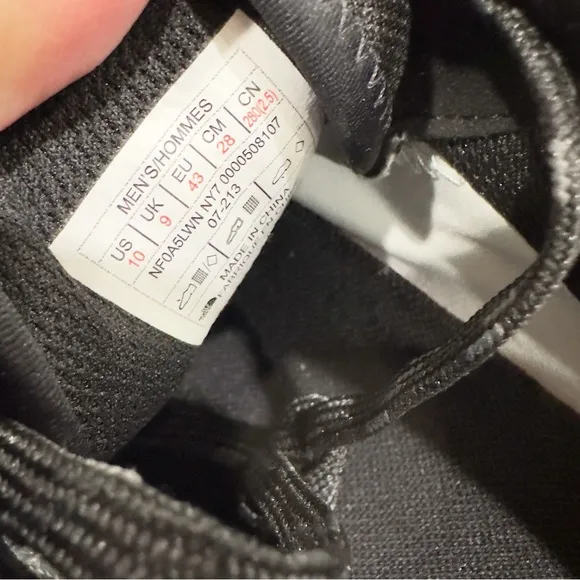 MEN'S/HOMMES
US UK EU CM CN
10 9 43 28 280(2.5)
NF0A5LWN NY7 0000508107
07-213
MADE IN CHINA